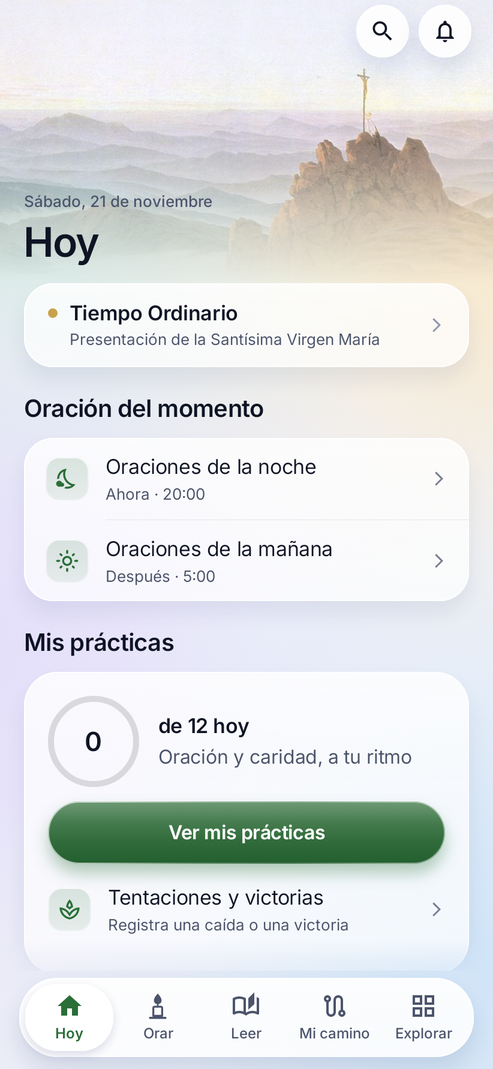 Sábado, 21 de noviembre
Hoy
Tiempo Ordinario
Presentación de la Santísima Virgen María
Oración del momento
Oraciones de la noche
Ahora · 20:00
Oraciones de la mañana
Después · 5:00
Mis prácticas
0
de 12 hoy
Oración y caridad, a tu ritmo
Ver mis prácticas
Tentaciones y victorias
Registra una caída o una victoria
Hoy
Orar
Leer
Mi camino
Explorar